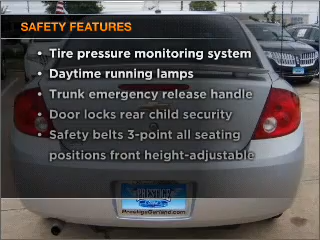 SAFETY FEATURES
• Tire pressure monitoring system
• Daytime running lamps
• Trunk emergency release handle
• Door locks rear child security
• Safety belts 3-point all seating
positions front height-adjustable
PRESTIGE
PrestigeGarland.com